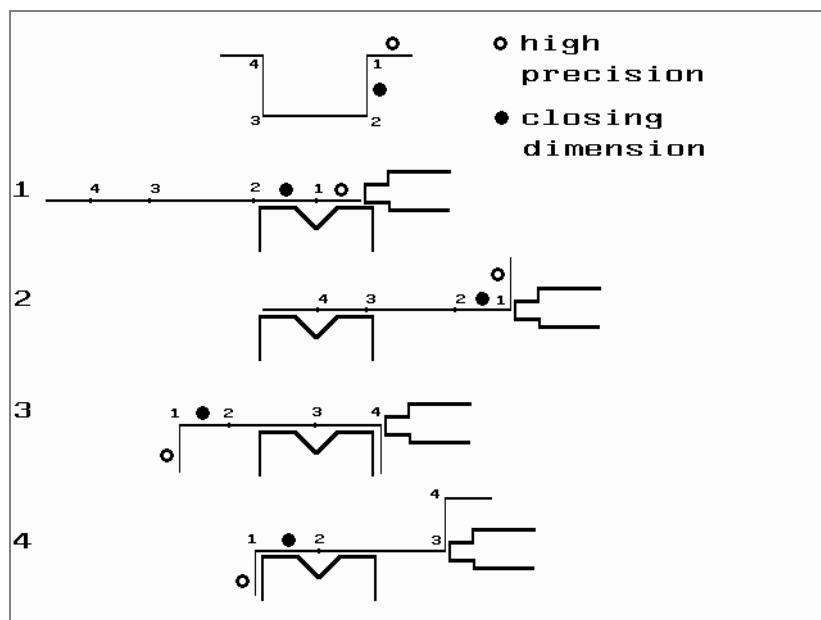 high
precision
closing
dimension
4 1
3 2
1
4 3 2 1
2
4 3 2 1
3
1 2 3 4
4
4
1 2 3